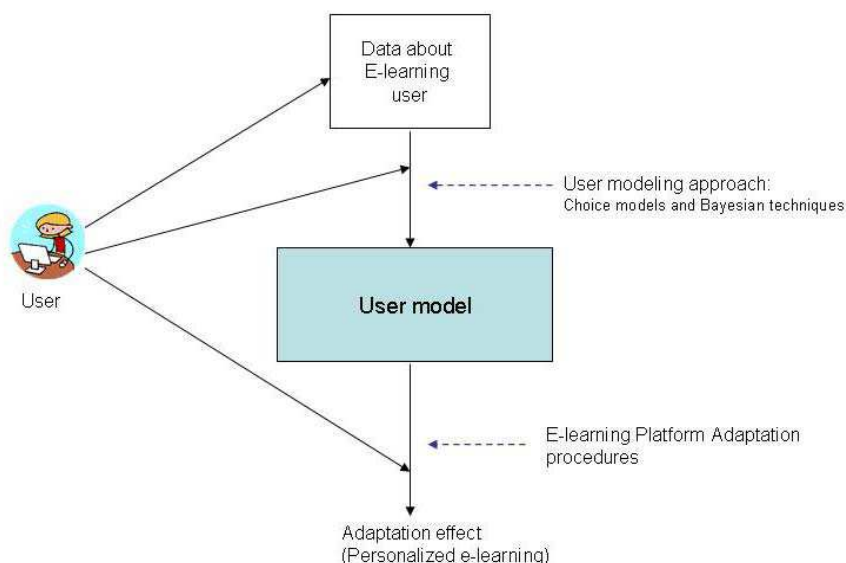 Data about
E-learning
user
User modeling approach:
Choice models and Bayesian techniques
User
User model
E-learning Platform Adaptation
procedures
Adaptation effect
(Personalized e-learning)